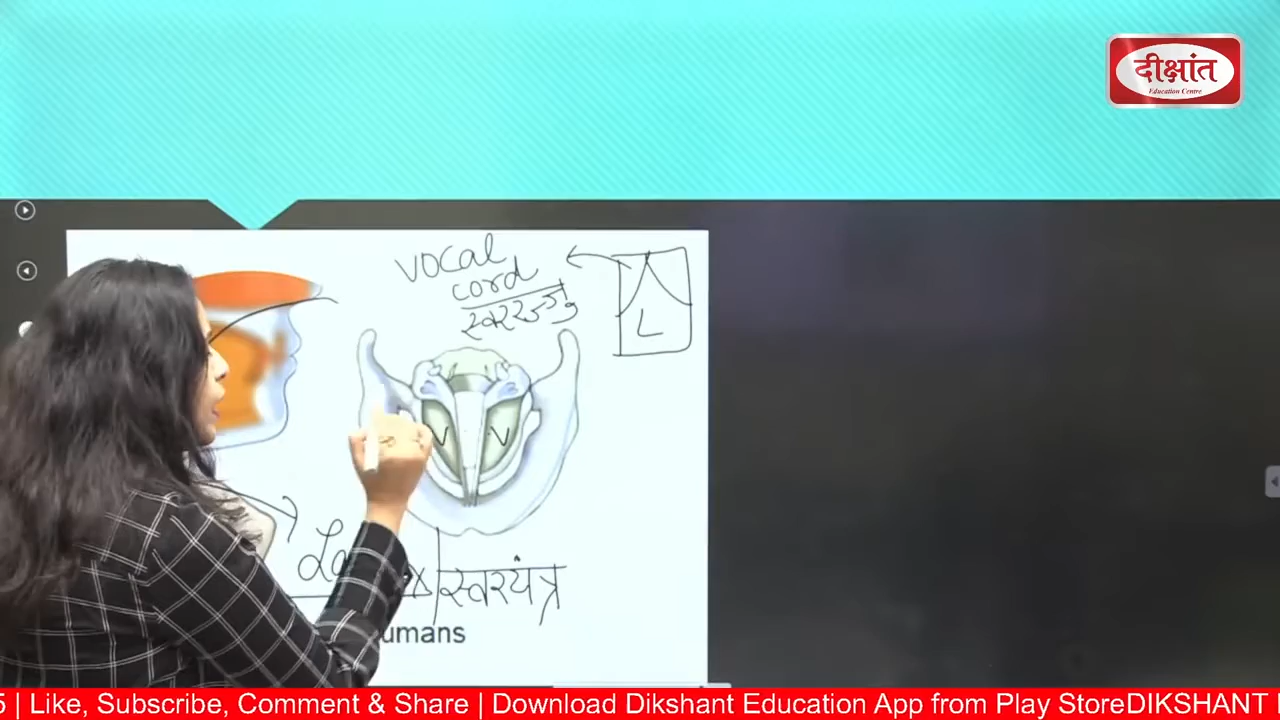 दीक्षांत
Education Centre
vocal
cord
स्वररज्जु
L
V V
स्वरयंत्र
umans
5 | Like, Subscribe, Comment & Share | Download Dikshant Education App from Play StoreDIKSHANT